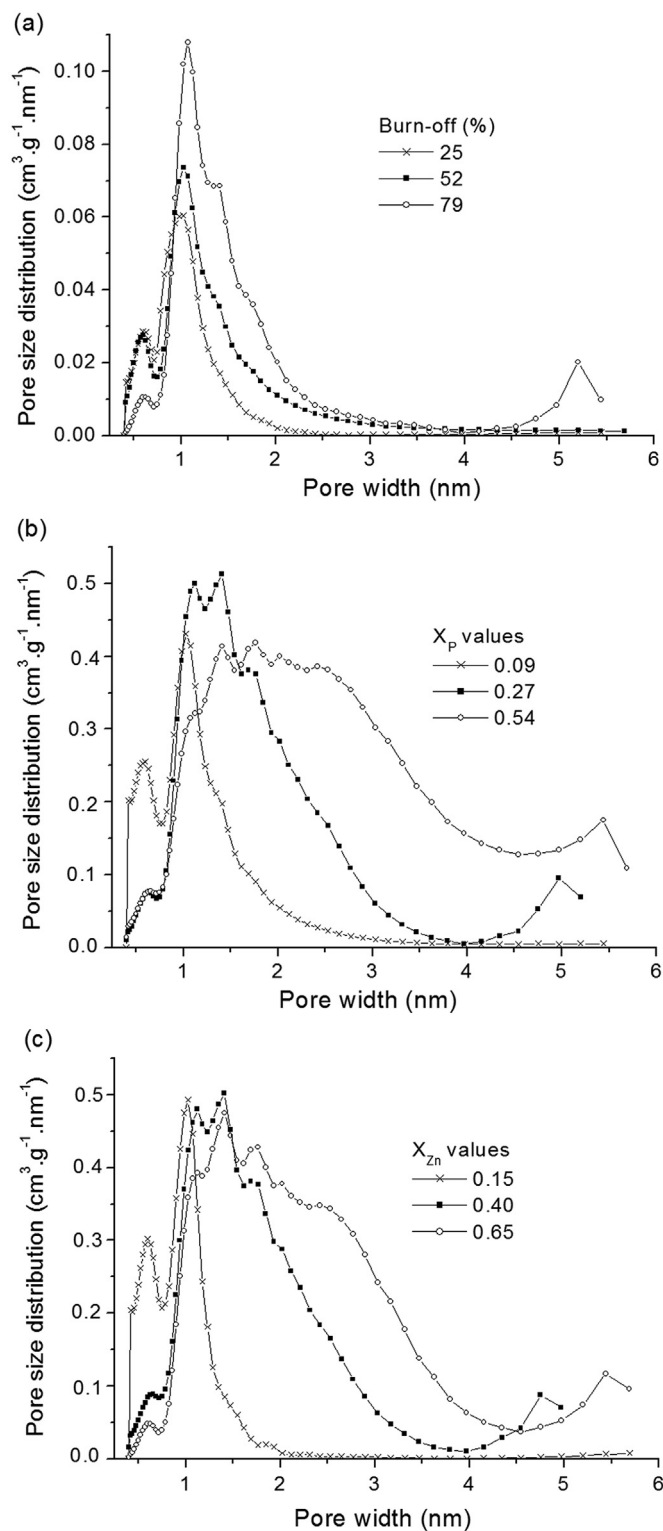 (a)
Pore size distribution (cm³.g⁻¹.nm⁻¹)
0.10
0.08
0.06
0.04
0.02
0.00
Burn-off (%)
25
52
79
1 2 3 4 5 6
Pore width (nm)
(b)
Pore size distribution (cm³.g⁻¹.nm⁻¹)
0.5
0.4
0.3
0.2
0.1
0.0
X_P values
0.09
0.27
0.54
1 2 3 4 5 6
Pore width (nm)
(c)
Pore size distribution (cm³.g⁻¹.nm⁻¹)
0.5
0.4
0.3
0.2
0.1
0.0
X_Zn values
0.15
0.40
0.65
1 2 3 4 5 6
Pore width (nm)